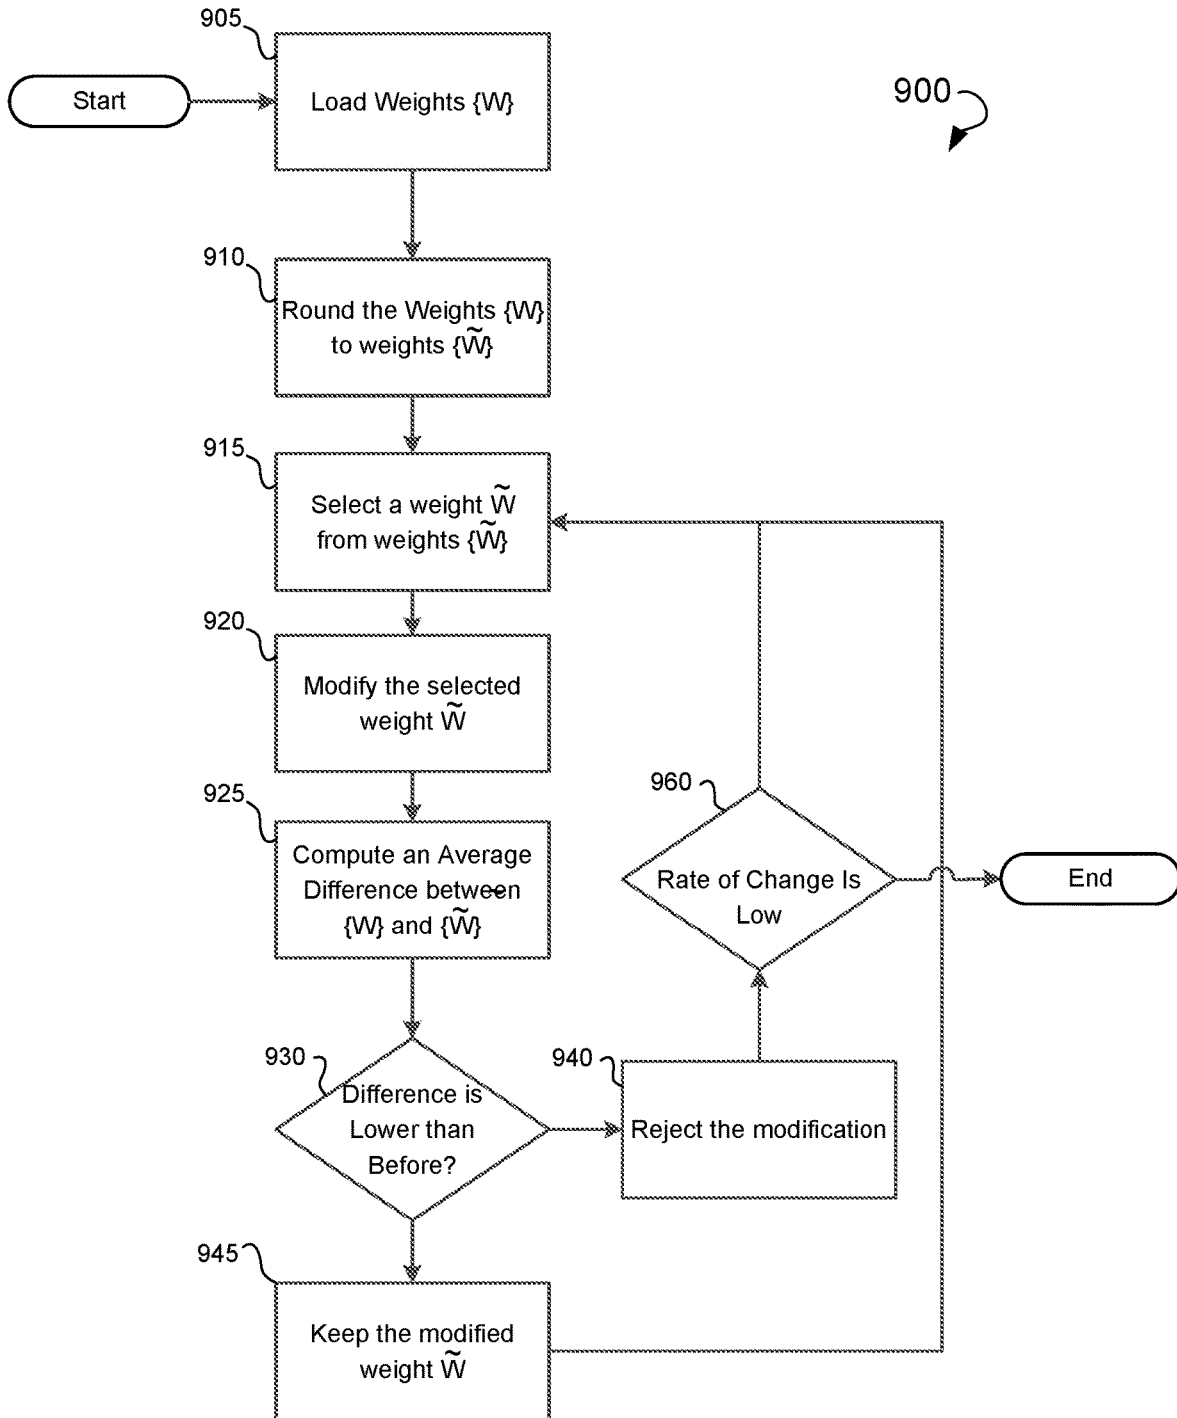 905
Start
Load Weights {W}
900
910
Round the Weights {W}
to weights {W̃}
915
Select a weight W̃
from weights {W̃}
920
Modify the selected
weight W̃
925
Compute an Average
Difference between
{W} and {W̃}
960
Rate of Change Is
Low
End
930
Difference is
Lower than
Before?
940
Reject the modification
945
Keep the modified
weight W̃